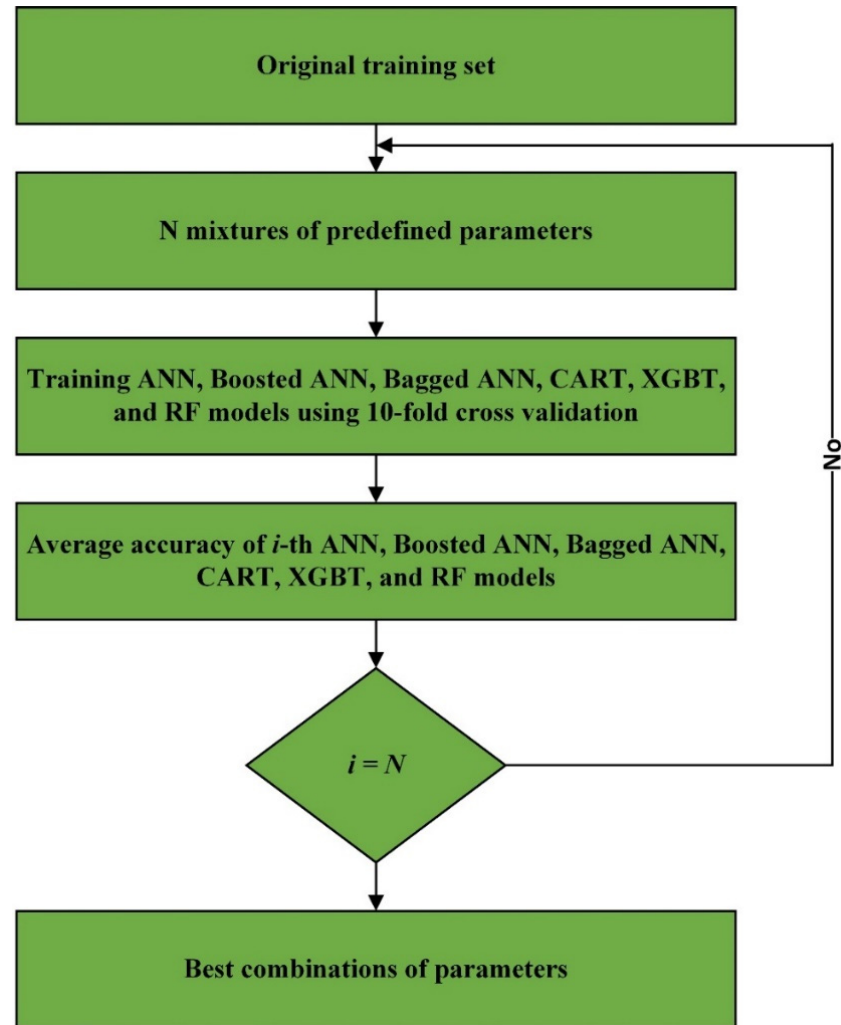 Original training set
N mixtures of predefined parameters
Training ANN, Boosted ANN, Bagged ANN, CART, XGBT,
and RF models using 10-fold cross validation
Average accuracy of i-th ANN, Boosted ANN, Bagged ANN,
CART, XGBT, and RF models
i = N
No
Best combinations of parameters